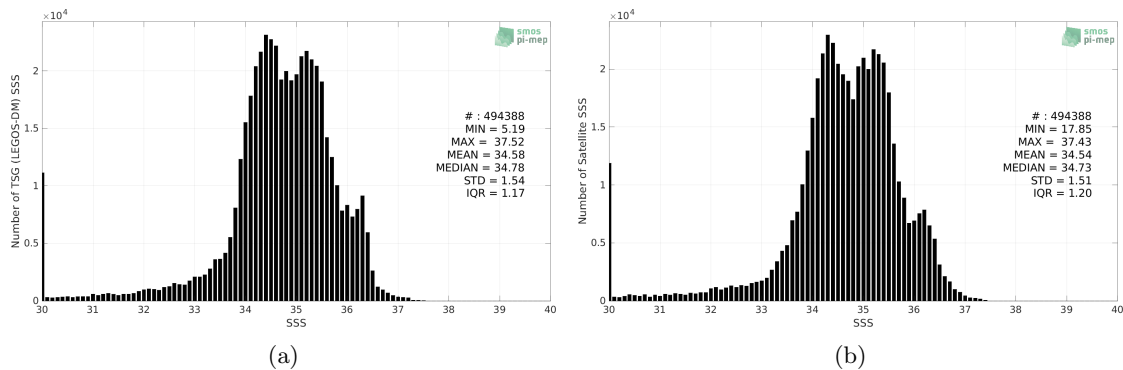 ×10⁴
smos
pi-mep
Number of TSG (LEGOS-DM) SSS
2
1.5
1
0.5
0
# : 494388
MIN = 5.19
MAX = 37.52
MEAN = 34.58
MEDIAN = 34.78
STD = 1.54
IQR = 1.17
30 31 32 33 34 35 36 37 38 39 40
SSS
(a)
×10⁴
smos
pi-mep
Number of Satellite SSS
2
1.5
1
0.5
0
# : 494388
MIN = 17.85
MAX = 37.43
MEAN = 34.54
MEDIAN = 34.73
STD = 1.51
IQR = 1.20
30 31 32 33 34 35 36 37 38 39 40
SSS
(b)